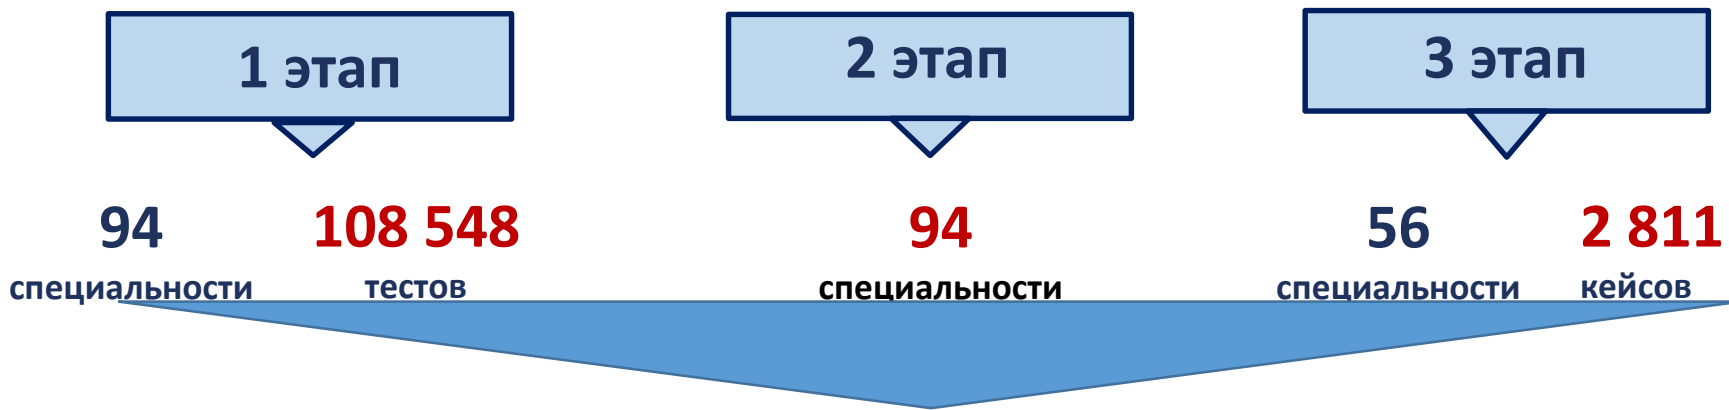 1 этап
2 этап
3 этап
94 108 548 94 56 2 811
специальности тестов специальности специальности кейсов